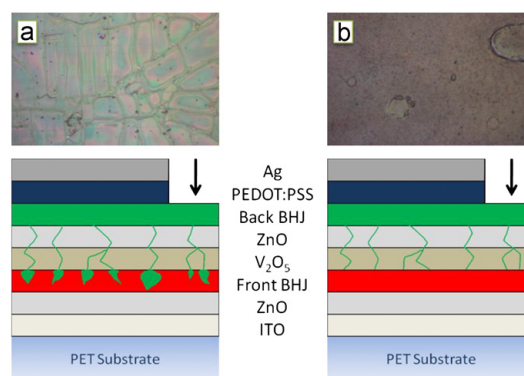 a
b
Ag
PEDOT:PSS
Back BHJ
ZnO
V₂O₅
Front BHJ
ZnO
ITO
PET Substrate
PET Substrate